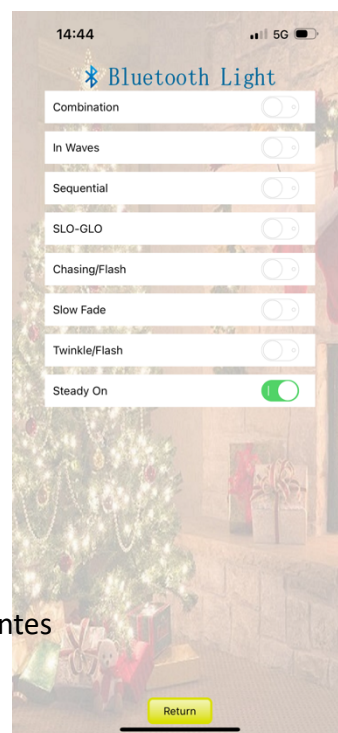 14:44
5G
Bluetooth Light
Combination
In Waves
Sequential
SLO-GLO
Chasing/Flash
Slow Fade
Twinkle/Flash
Steady On
ntes
Return